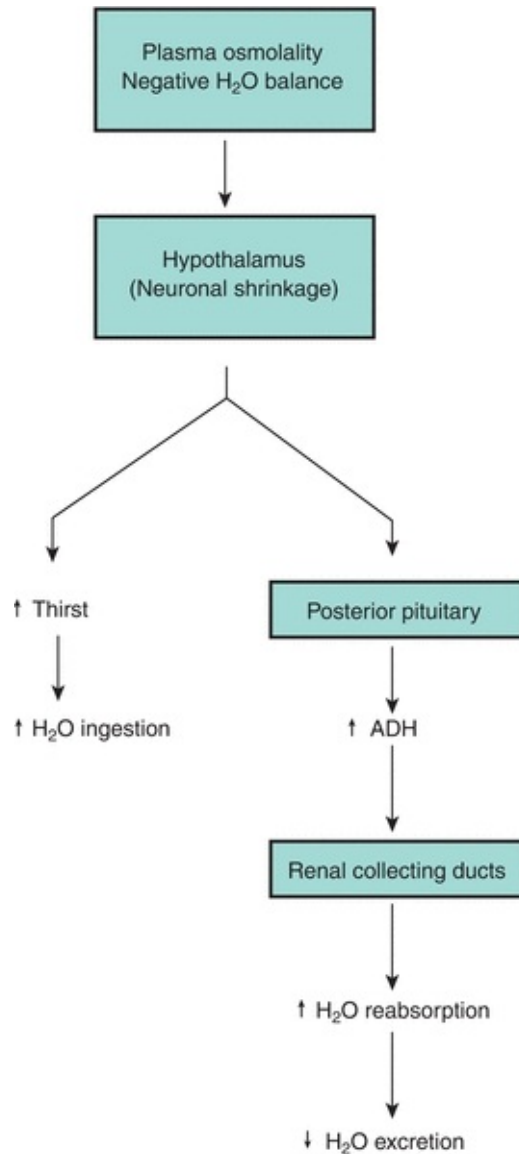 Plasma osmolality
Negative H₂O balance
Hypothalamus
(Neuronal shrinkage)
↑ Thirst
↑ H₂O ingestion
Posterior pituitary
↑ ADH
Renal collecting ducts
↑ H₂O reabsorption
↓ H₂O excretion